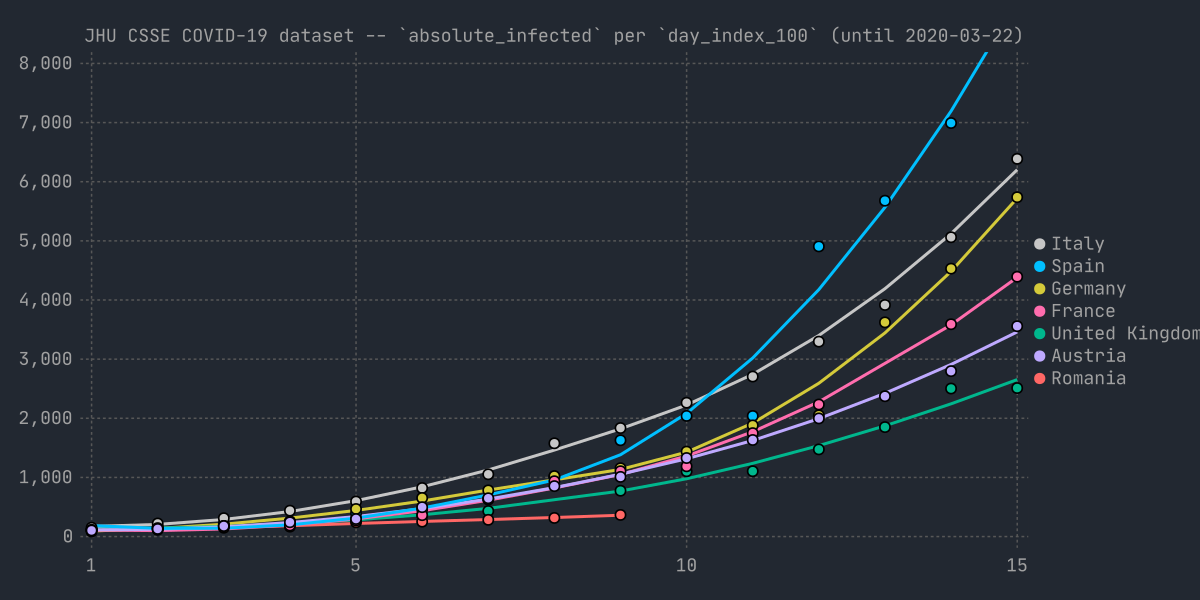 JHU CSSE COVID-19 dataset -- `absolute_infected` per `day_index_100` (until 2020-03-22)
8,000
7,000
6,000
5,000
4,000
3,000
2,000
1,000
0
1 5 10 15
Italy
Spain
Germany
France
United Kingdom
Austria
Romania